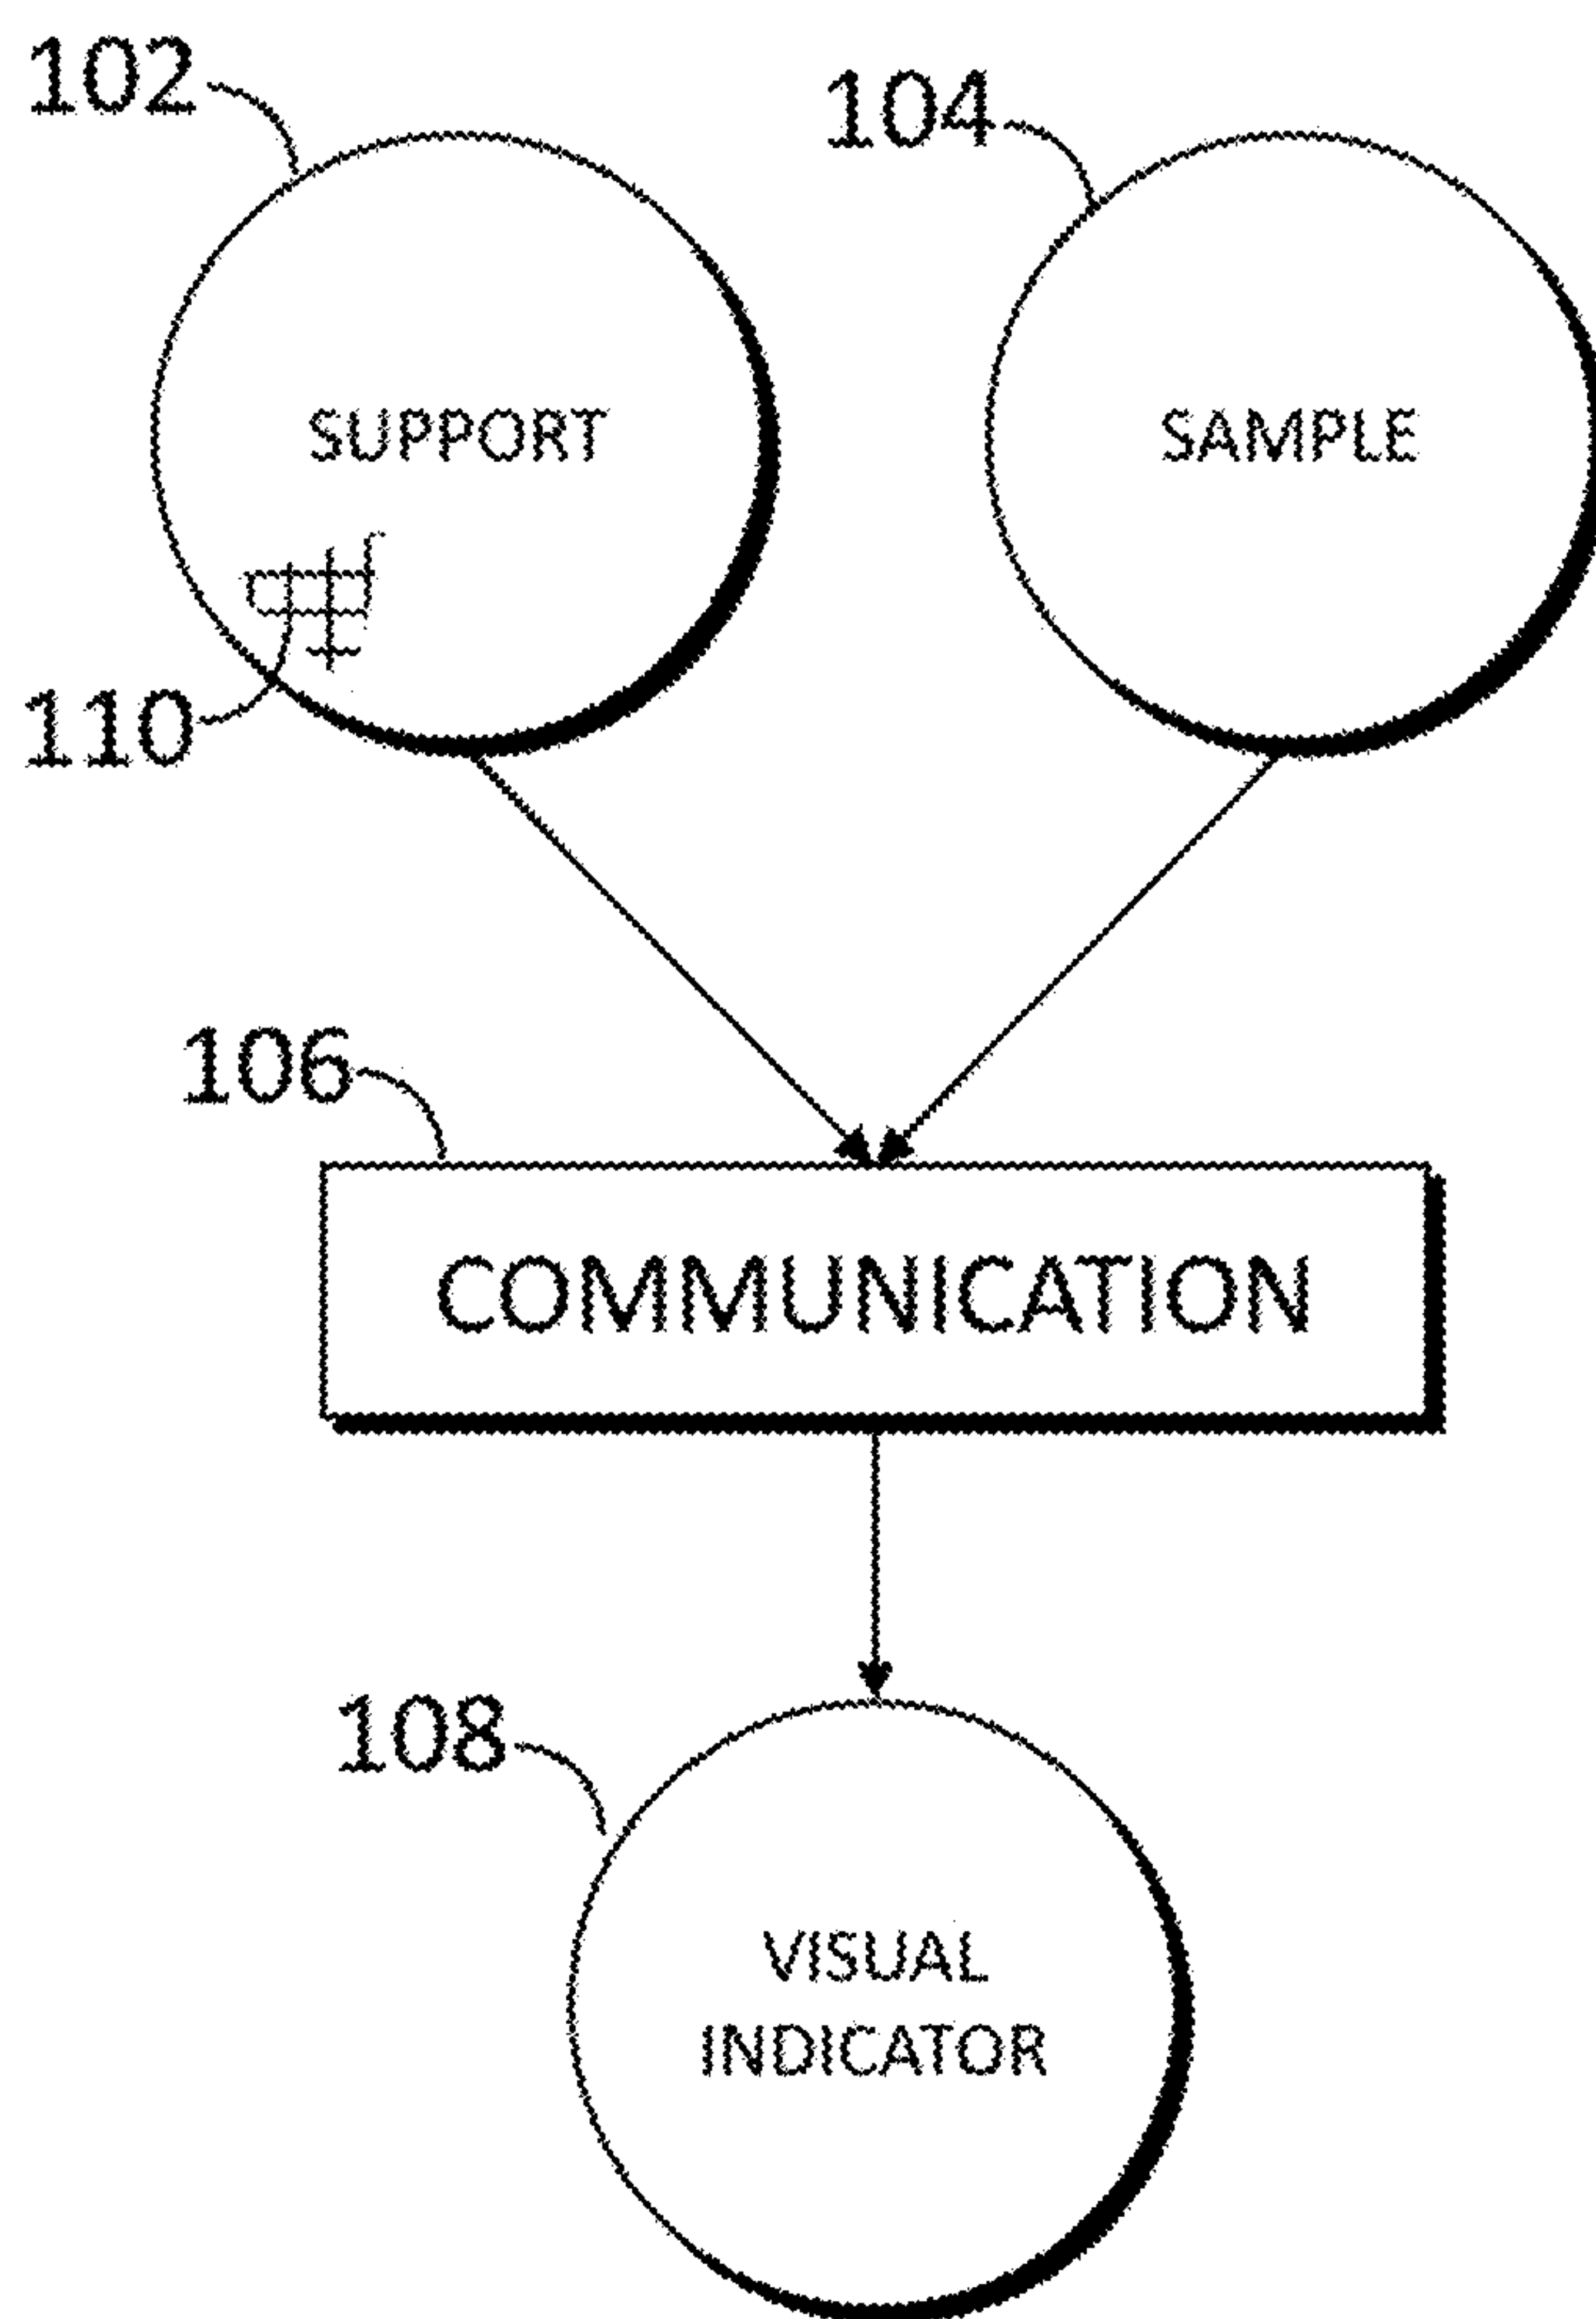 102
104
SUPPORT
SAMPLE
110
106
COMMUNICATION
108
VISUAL
INDICATOR